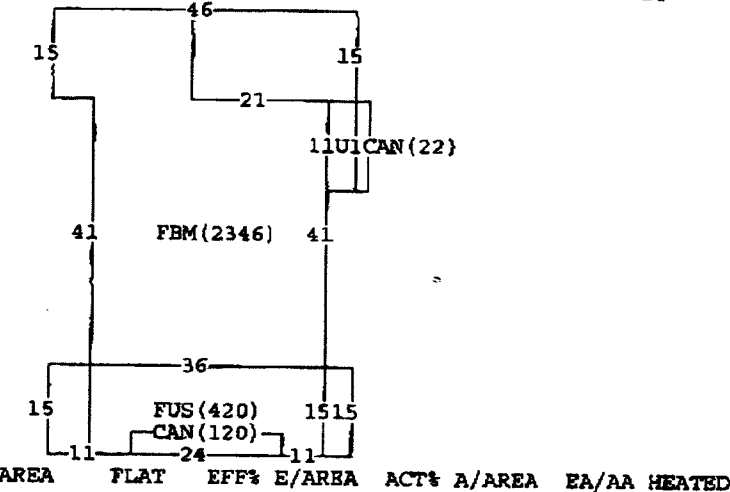 46
15 15
21
11U1CAN(22}
41 FBM(2346) 41
36
15 FUS(420) 1515
CAN(120)
11 24 11
AREA FLAT EFF% E/AREA ACT% A/AREA EA/AA HEATED